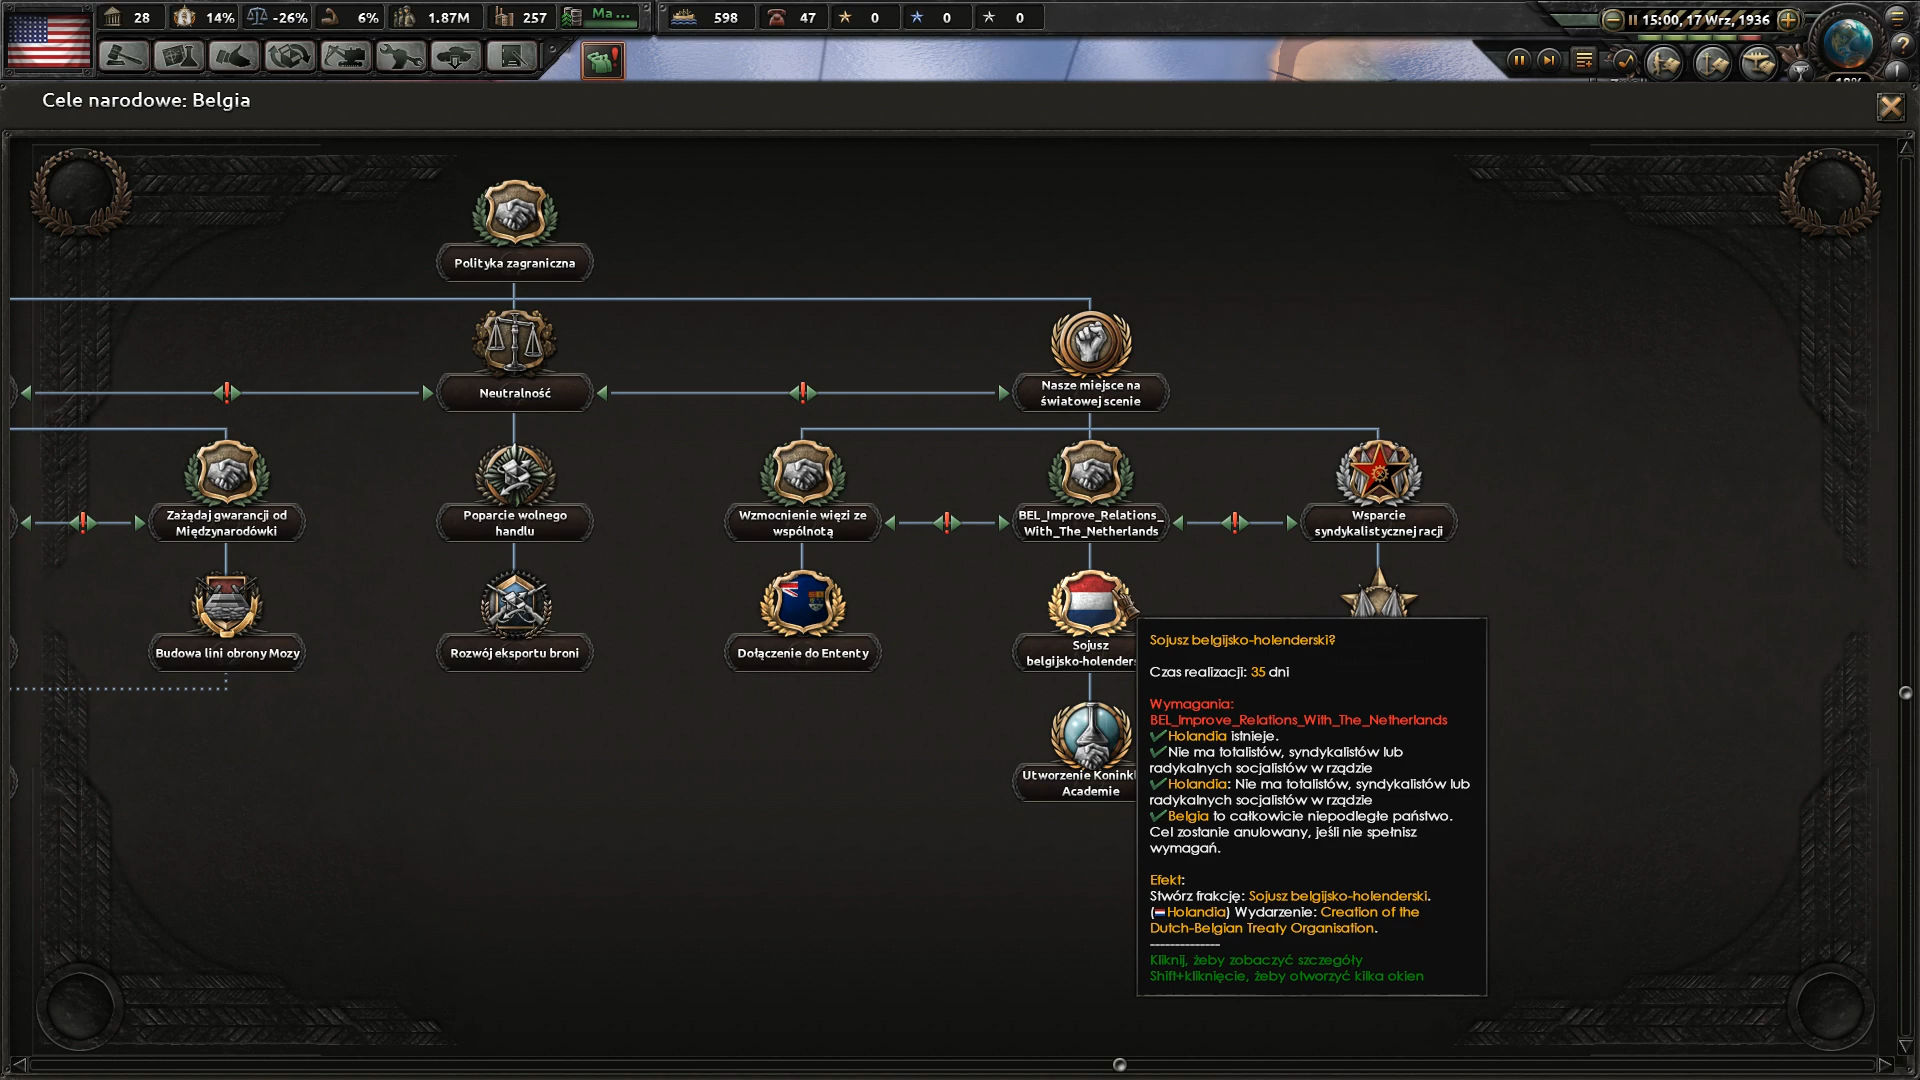 28
14%
-26%
6%
1.87M
257
Ma ...
598
47
0
0
0
15:00, 17 Wrz, 1936
Cele narodowe: Belgia
Polityka zagraniczna
Neutralność
Nasze miejsce na
światowej scenie
Zażądaj gwarancji od
Międzynarodówki
Poparcie wolnego
handlu
Wzmocnienie więzi ze
wspólnotą
BEL_Improve_Relations_
With_The_Netherlands
Wsparcie
syndykalistycznej racji
Budowa lini obrony Mozy
Rozwój eksportu broni
Dołączenie do Ententy
Sojusz
belgijsko-holenders
Utworzenie Koninkl
Academie
Sojusz belgijsko-holenderski?
Czas realizacji: 35 dni
Wymagania:
BEL_Improve_Relations_With_The_Netherlands
Holandia istnieje.
Nie ma totalistów, syndykalistów lub
radykalnych socjalistów w rządzie
Holandia: Nie ma totalistów, syndykalistów lub
radykalnych socjalistów w rządzie
Belgia to całkowicie niepodległe państwo.
Cel zostanie anulowany, jeśli nie spełnisz
wymagań.
Efekt:
Stwórz frakcję: Sojusz belgijsko-holenderski.
(Holandia) Wydarzenie: Creation of the
Dutch-Belgian Treaty Organisation.
--------------
Kliknij, żeby zobaczyć szczegóły
Shift+kliknięcie, żeby otworzyć kilka okien